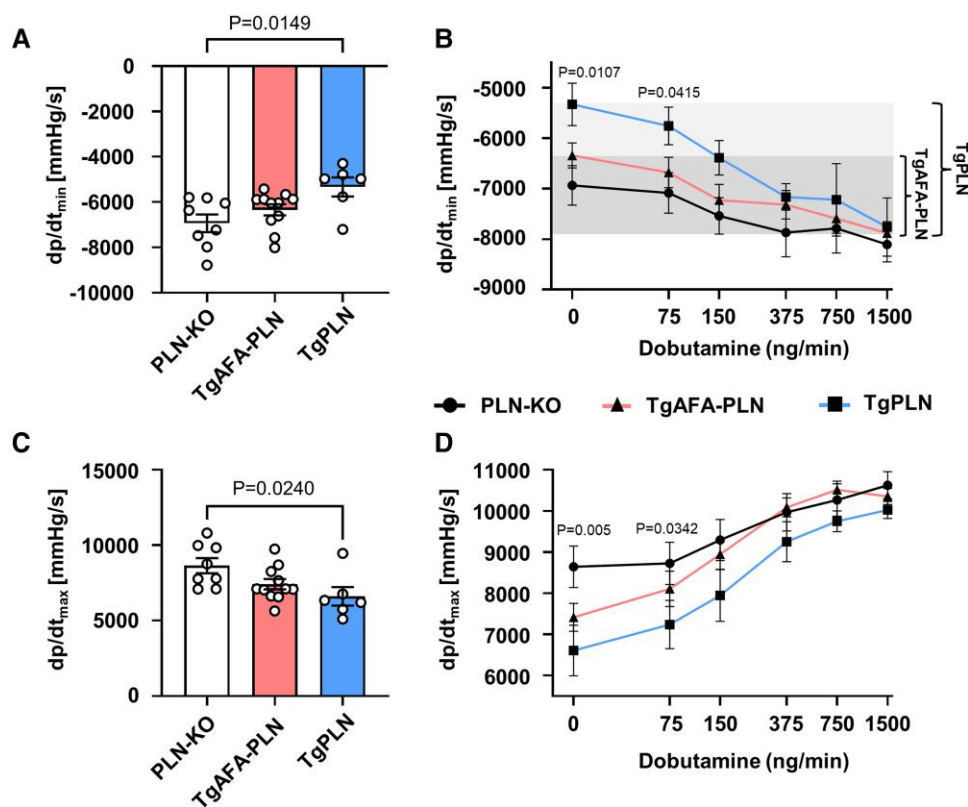 A
P=0.0149
0
-2000
-4000
-6000
-8000
-10000
dp/dtmin [mmHg/s]
PLN-KO
TgAFA-PLN
TgPLN
B
P=0.0107
P=0.0415
-5000
-6000
-7000
-8000
-9000
dp/dtmin [mmHg/s]
TgAFA-PLN
TgPLN
0 75 150 375 750 1500
Dobutamine (ng/min)
PLN-KO TgAFA-PLN TgPLN
C
P=0.0240
15000
10000
5000
0
dp/dtmax [mmHg/s]
PLN-KO
TgAFA-PLN
TgPLN
D
11000
10000
9000
8000
7000
6000
P=0.005
P=0.0342
dp/dtmax [mmHg/s]
0 75 150 375 750 1500
Dobutamine (ng/min)